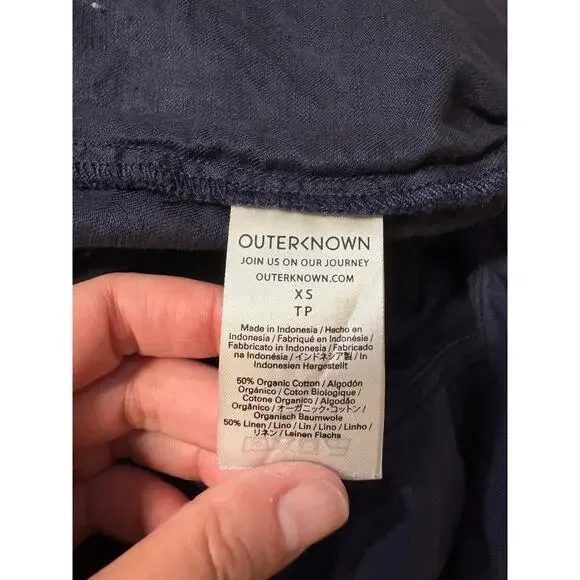 OUTERKNOWN
JOIN US ON OUR JOURNEY
OUTERKNOWN.COM
XS
TP
Made in Indonesia / Hecho en
Indonesia / Fabriqué en Indonésie /
Fabbricato in Indonesia / Fabricado
na Indonésia / インドネシア製 / In
Indonesien Hergestellt
50% Organic Cotton / Algodón
Orgánico / Coton Biologique /
Cotone Organico / Algodão
Orgânico / オーガニック・コットン /
Organisch Baumwole
50% Linen / Lino / Lin / Lino / Linho /
リネン / Leinen Flachs